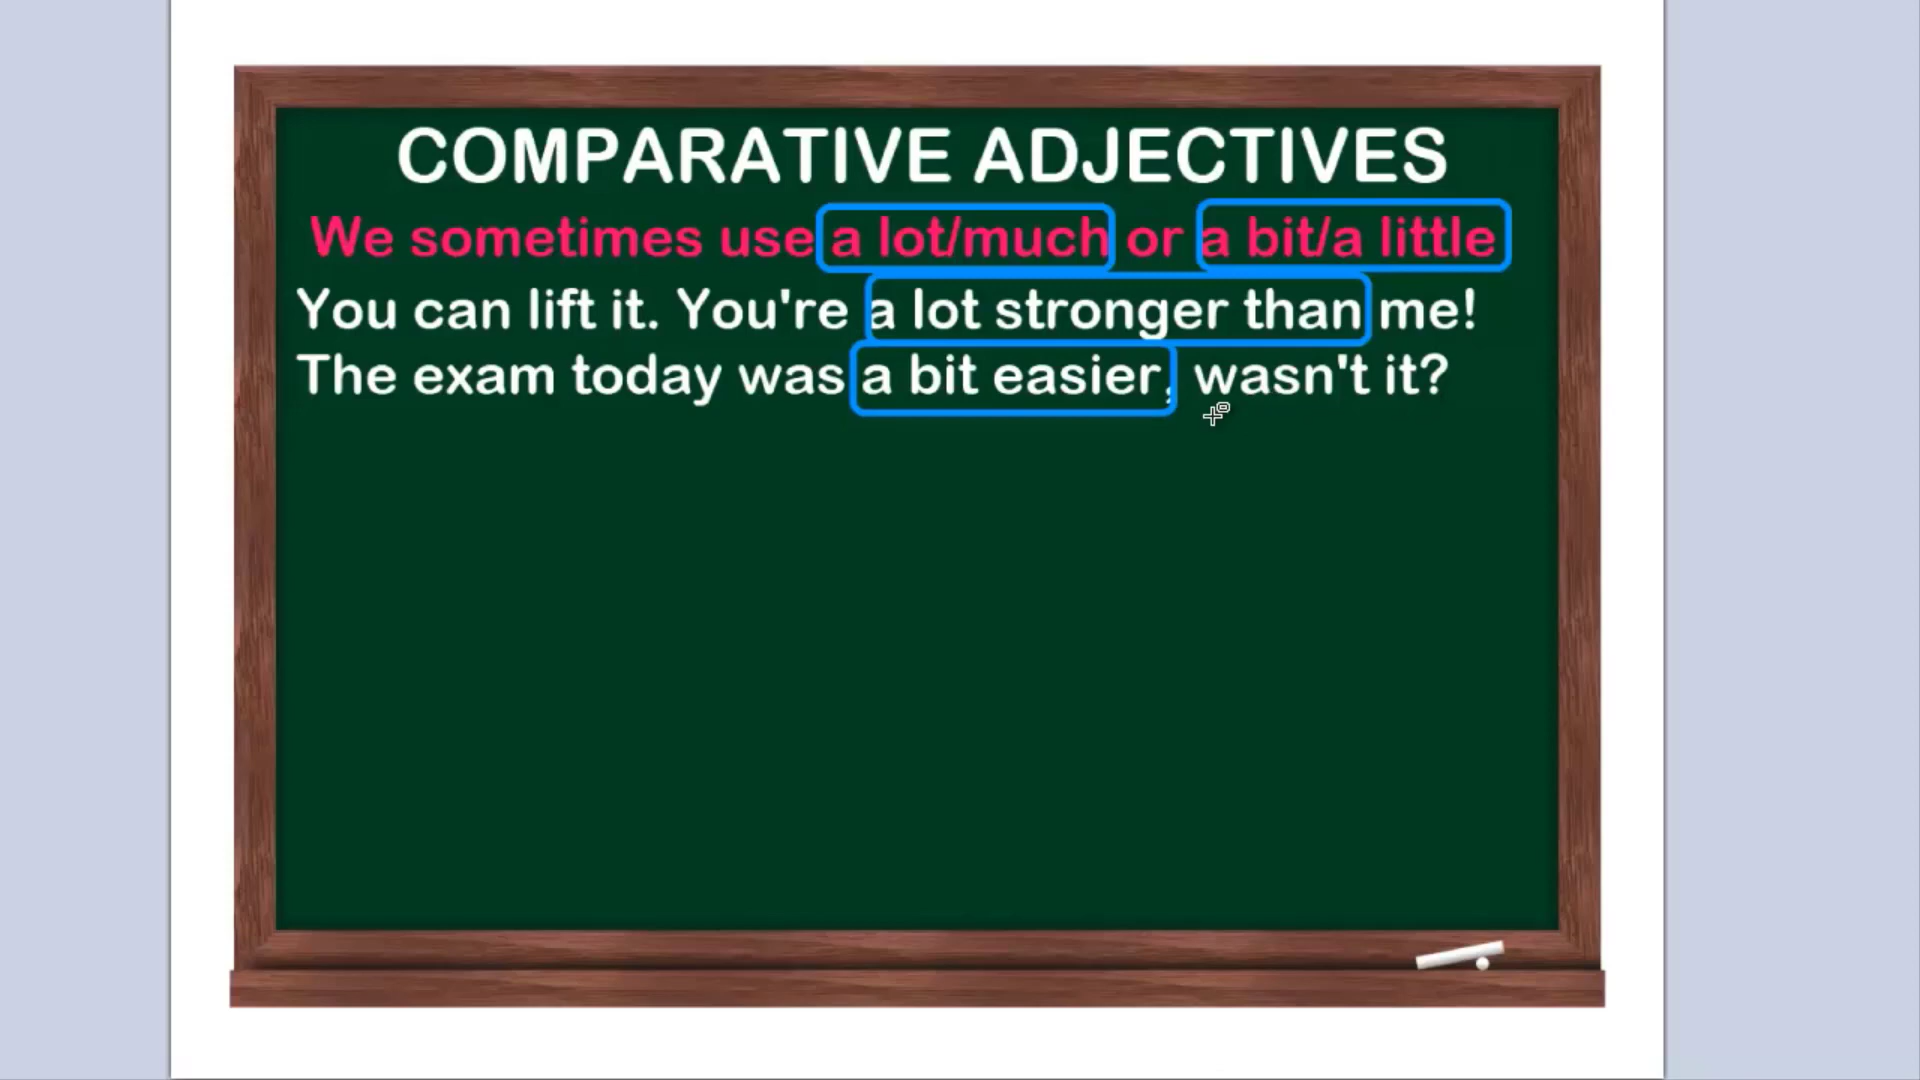 COMPARATIVE ADJECTIVES
We sometimes use a lot/much or a bit/a little
You can lift it. You're a lot stronger than me!
The exam today was a bit easier, wasn't it?